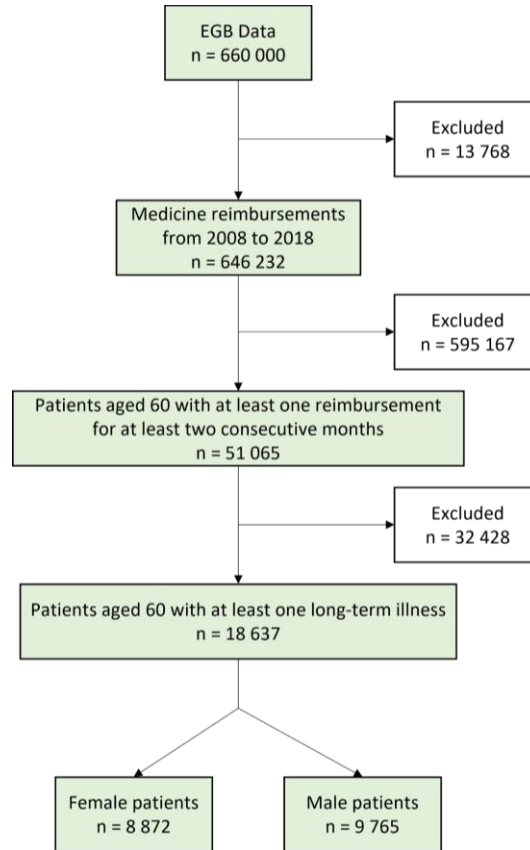 EGB Data
n = 660 000
Excluded
n = 13 768
Medicine reimbursements
from 2008 to 2018
n = 646 232
Excluded
n = 595 167
Patients aged 60 with at least one reimbursement
for at least two consecutive months
n = 51 065
Excluded
n = 32 428
Patients aged 60 with at least one long-term illness
n = 18 637
Female patients
n = 8 872
Male patients
n = 9 765